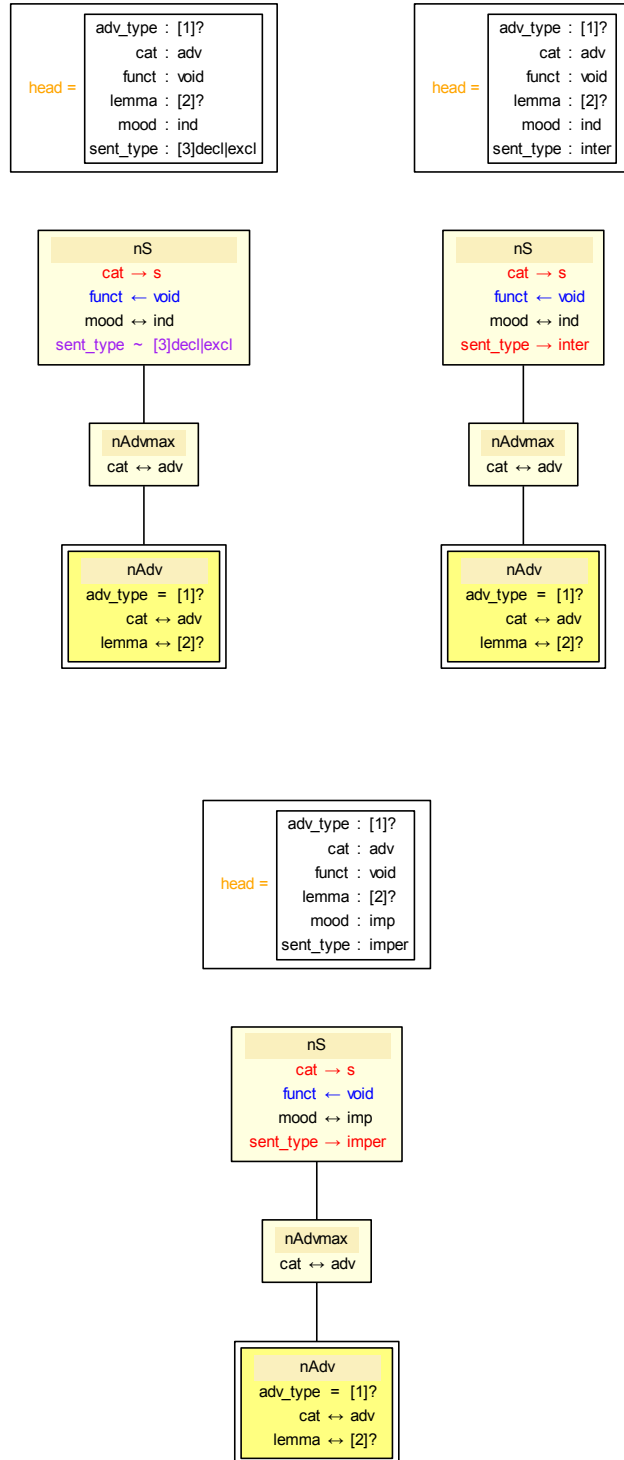 head =
adv_type : [1]?
cat : adv
funct : void
lemma : [2]?
mood : ind
sent_type : [3]decl|excl
nS
cat → s
funct ← void
mood ↔ ind
sent_type ~ [3]decl|excl
nAdvmax
cat ↔ adv
nAdv
adv_type = [1]?
cat ↔ adv
lemma ↔ [2]?
head =
adv_type : [1]?
cat : adv
funct : void
lemma : [2]?
mood : ind
sent_type : inter
nS
cat → s
funct ← void
mood ↔ ind
sent_type → inter
nAdvmax
cat ↔ adv
nAdv
adv_type = [1]?
cat ↔ adv
lemma ↔ [2]?
head =
adv_type : [1]?
cat : adv
funct : void
lemma : [2]?
mood : imp
sent_type : imper
nS
cat → s
funct ← void
mood ↔ imp
sent_type → imper
nAdvmax
cat ↔ adv
nAdv
adv_type = [1]?
cat ↔ adv
lemma ↔ [2]?